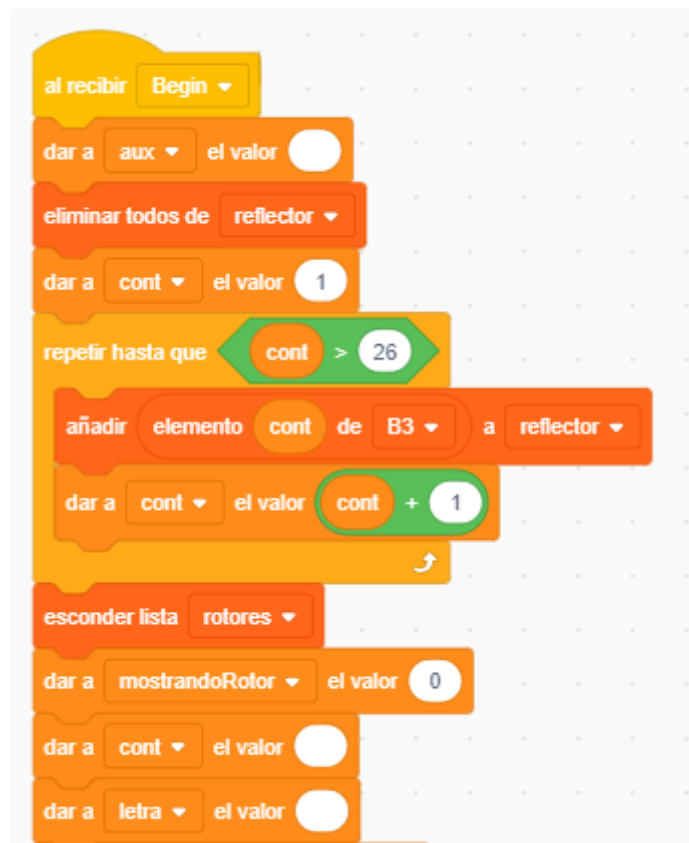 al recibir Begin
dar a aux el valor
eliminar todos de reflector
dar a cont el valor 1
repetir hasta que cont > 26
añadir elemento cont de B3 a reflector
dar a cont el valor cont + 1
esconder lista rotores
dar a mostrandoRotor el valor 0
dar a cont el valor
dar a letra el valor